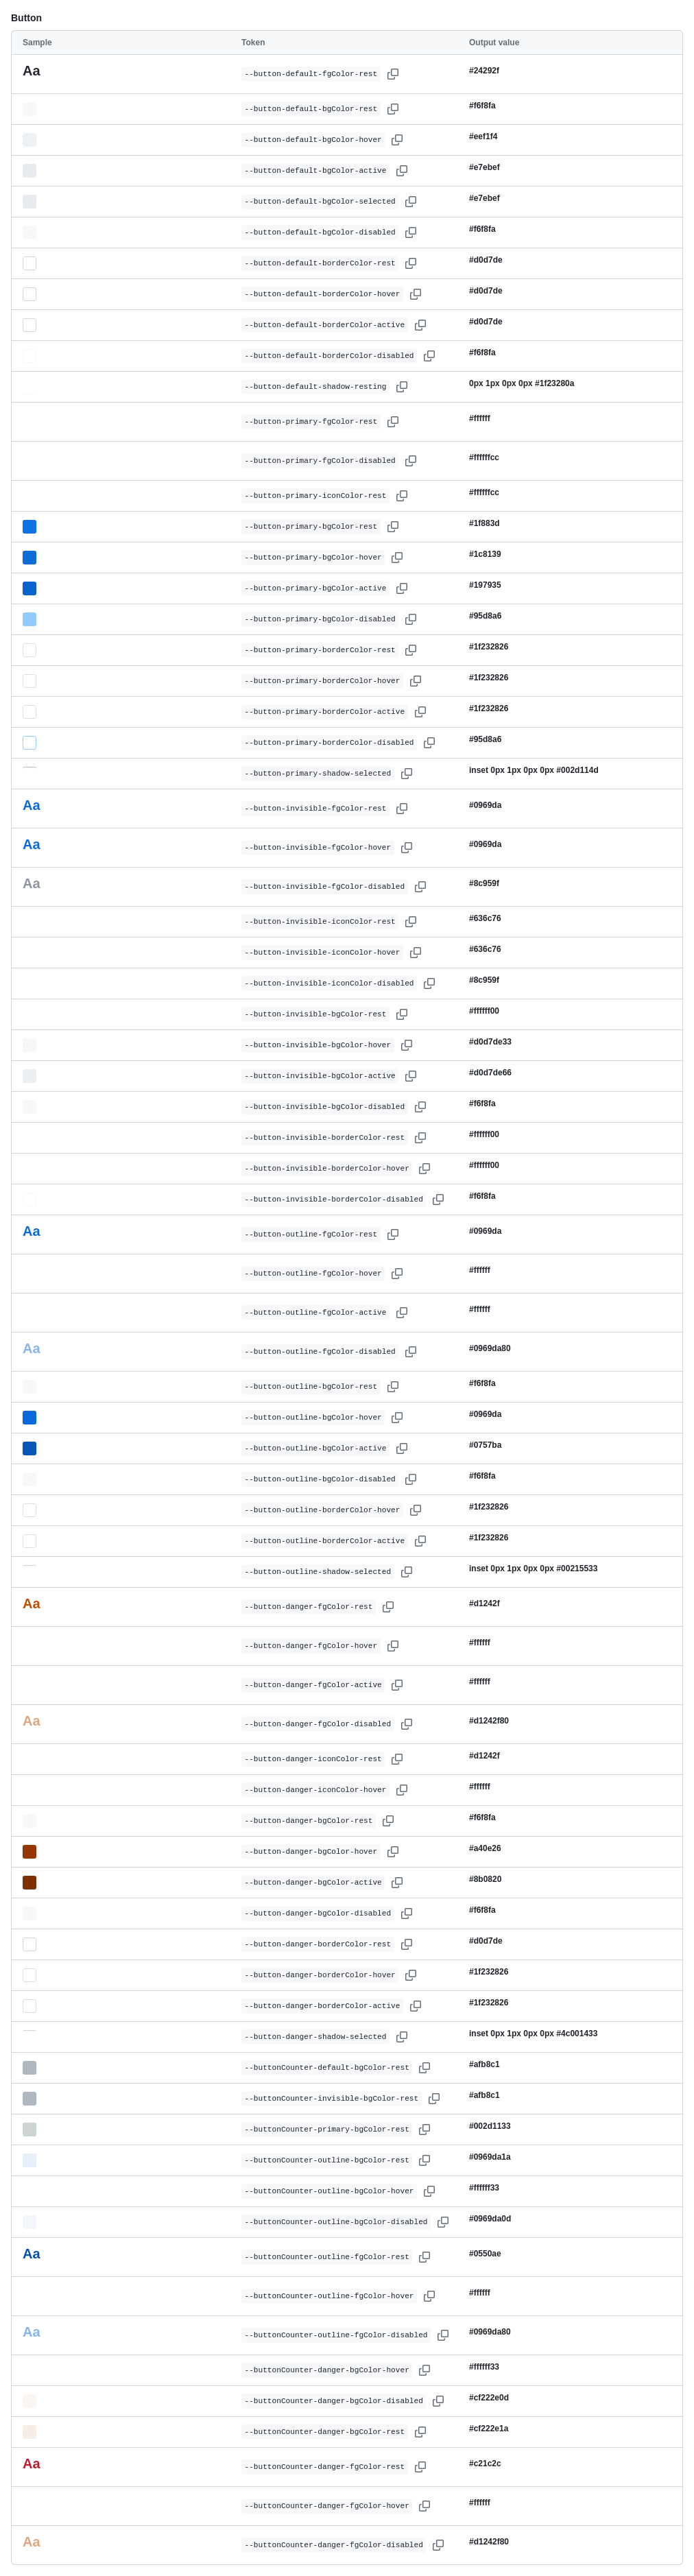 Button
Sample Token Output value
Aa --button-default-fgColor-rest #24292f
--button-default-bgColor-rest #f6f8fa
--button-default-bgColor-hover #eef1f4
--button-default-bgColor-active #e7ebef
--button-default-bgColor-selected #e7ebef
--button-default-bgColor-disabled #f6f8fa
--button-default-borderColor-rest #d0d7de
--button-default-borderColor-hover #d0d7de
--button-default-borderColor-active #d0d7de
--button-default-borderColor-disabled #f6f8fa
--button-default-shadow-resting 0px 1px 0px 0px #1f23280a
--button-primary-fgColor-rest #ffffff
--button-primary-fgColor-disabled #ffffffcc
--button-primary-iconColor-rest #ffffffcc
--button-primary-bgColor-rest #1f883d
--button-primary-bgColor-hover #1c8139
--button-primary-bgColor-active #197935
--button-primary-bgColor-disabled #95d8a6
--button-primary-borderColor-rest #1f232826
--button-primary-borderColor-hover #1f232826
--button-primary-borderColor-active #1f232826
--button-primary-borderColor-disabled #95d8a6
--button-primary-shadow-selected inset 0px 1px 0px 0px #002d114d
Aa --button-invisible-fgColor-rest #0969da
Aa --button-invisible-fgColor-hover #0969da
Aa --button-invisible-fgColor-disabled #8c959f
--button-invisible-iconColor-rest #636c76
--button-invisible-iconColor-hover #636c76
--button-invisible-iconColor-disabled #8c959f
--button-invisible-bgColor-rest #ffffff00
--button-invisible-bgColor-hover #d0d7de33
--button-invisible-bgColor-active #d0d7de66
--button-invisible-bgColor-disabled #f6f8fa
--button-invisible-borderColor-rest #ffffff00
--button-invisible-borderColor-hover #ffffff00
--button-invisible-borderColor-disabled #f6f8fa
Aa --button-outline-fgColor-rest #0969da
--button-outline-fgColor-hover #ffffff
--button-outline-fgColor-active #ffffff
Aa --button-outline-fgColor-disabled #0969da80
--button-outline-bgColor-rest #f6f8fa
--button-outline-bgColor-hover #0969da
--button-outline-bgColor-active #0757ba
--button-outline-bgColor-disabled #f6f8fa
--button-outline-borderColor-hover #1f232826
--button-outline-borderColor-active #1f232826
--button-outline-shadow-selected inset 0px 1px 0px 0px #00215533
Aa --button-danger-fgColor-rest #d1242f
--button-danger-fgColor-hover #ffffff
--button-danger-fgColor-active #ffffff
Aa --button-danger-fgColor-disabled #d1242f80
--button-danger-iconColor-rest #d1242f
--button-danger-iconColor-hover #ffffff
--button-danger-bgColor-rest #f6f8fa
--button-danger-bgColor-hover #a40e26
--button-danger-bgColor-active #8b0820
--button-danger-bgColor-disabled #f6f8fa
--button-danger-borderColor-rest #d0d7de
--button-danger-borderColor-hover #1f232826
--button-danger-borderColor-active #1f232826
--button-danger-shadow-selected inset 0px 1px 0px 0px #4c001433
--buttonCounter-default-bgColor-rest #afb8c1
--buttonCounter-invisible-bgColor-rest #afb8c1
--buttonCounter-primary-bgColor-rest #002d1133
--buttonCounter-outline-bgColor-rest #0969da1a
--buttonCounter-outline-bgColor-hover #ffffff33
--buttonCounter-outline-bgColor-disabled #0969da0d
Aa --buttonCounter-outline-fgColor-rest #0550ae
--buttonCounter-outline-fgColor-hover #ffffff
Aa --buttonCounter-outline-fgColor-disabled #0969da80
--buttonCounter-danger-bgColor-hover #ffffff33
--buttonCounter-danger-bgColor-disabled #cf222e0d
--buttonCounter-danger-bgColor-rest #cf222e1a
Aa --buttonCounter-danger-fgColor-rest #c21c2c
--buttonCounter-danger-fgColor-hover #ffffff
Aa --buttonCounter-danger-fgColor-disabled #d1242f80